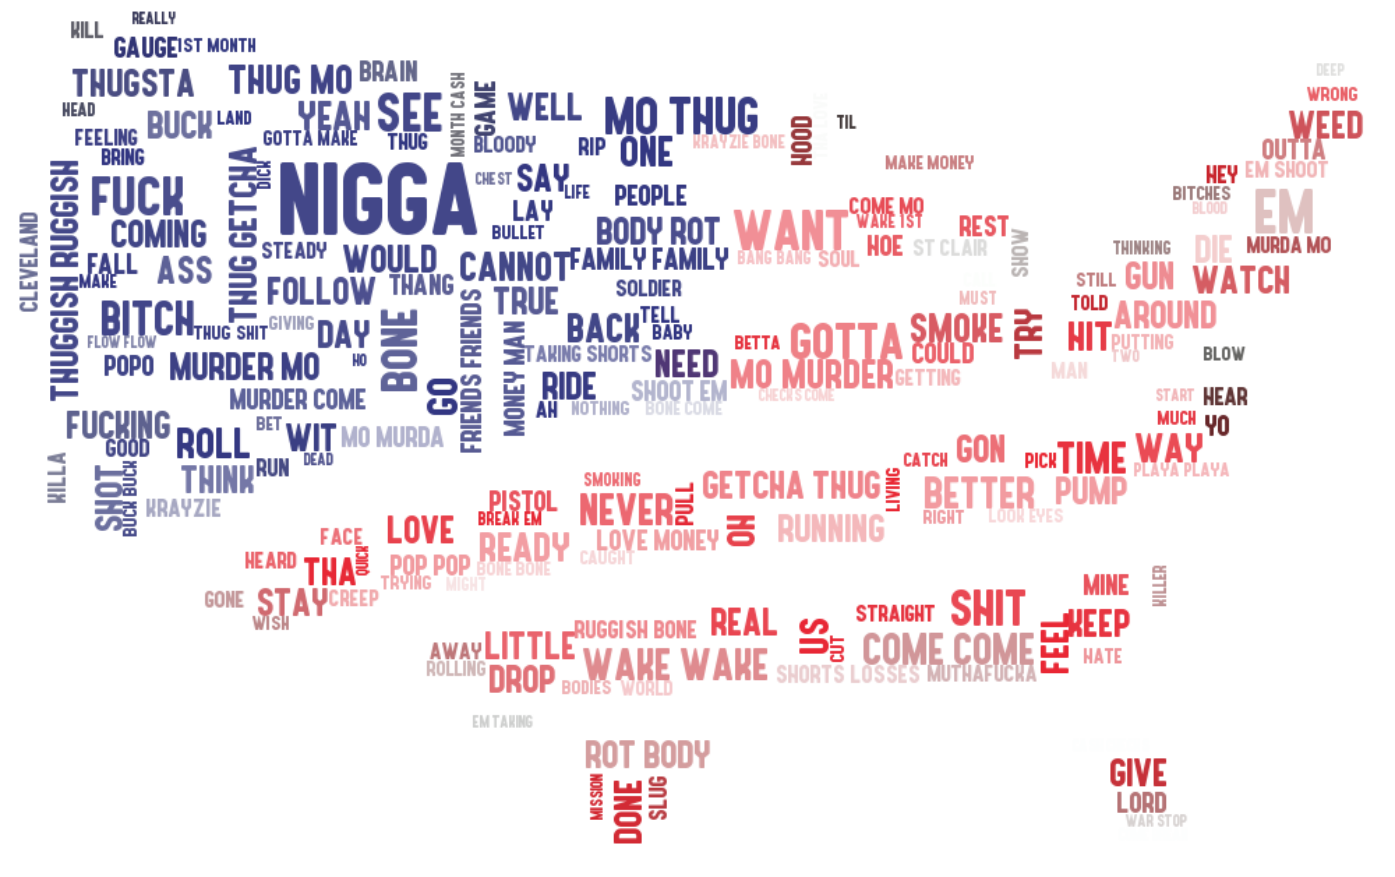 REALLY
KILL
GAUGE
1ST MONTH
THUGSTA
THUG MO
BRAIN
HEAD
BUCK
LAND
YEAH
SEE
MONTH CASH
GAME
WELL
MO THUG
HOOD
TIL
DEEP
WRONG
WEED
FEELING
GOTTA MAKE
THUG
BLOODY
RIP
ONE
KRAYZIE BONE
OUTTA
BRING
MAKE MONEY
HEY
EM SHOOT
THUGGISH RUGGISH
FUCK
THUG GETCHA
DICK
NIGGA
CHEST
SAY
LIFE
PEOPLE
BITCHES
BLOOD
EM
CLEVELAND
COMING
LAY
BULLET
BODY ROT
WANT
COME MO
WAKE 1ST
REST
HOE
ST CLAIR
SHOW
THINKING
DIE
MURDA MO
FALL
MAKE
ASS
STEADY
WOULD
CANNOT
FAMILY FAMILY
BANG BANG
SOUL
STILL
GUN
WATCH
FOLLOW
THANG
TRUE
SOLDIER
MUST
TOLD
AROUND
BITCH
THUG SHIT
GIVING
DAY
BONE
FRIENDS FRIENDS
MONEY MAN
BACK
TELL
BABY
BETTA
GOTTA
SMOKE
COULD
TRY
HIT
PUTTING
TWO
BLOW
FLOW FLOW
POPO
MURDER MO
HO
TAKING SHORTS
NEED
MO MURDER
GETTING
MAN
MURDER COME
GO
RIDE
AH
NOTHING
SHOOT EM
BONE COME
CHECKS COME
START
HEAR
FUCKING
GOOD
ROLL
BET
WIT
MO MURDA
DEAD
MUCH
YO
KILLA
SHOT
BUCK BUCK
THINK
RUN
KRAYZIE
SMOKING
PISTOL
BREAK EM
NEVER
PULL
GETCHA THUG
LIVING
CATCH
GON
PICK
TIME
WAY
PLAYA PLAYA
BETTER
PUMP
RIGHT
LOOK EYES
FACE
LOVE
READY
LOVE MONEY
ON
RUNNING
HEARD
THA
QUICK
POP POP
TRYING
BONE BONE
MIGHT
CAUGHT
GONE
STAY
CREEP
WISH
MINE
KILLER
AWAY
LITTLE
RUGGISH BONE
REAL
US
CUT
STRAIGHT
SHIT
FEEL
KEEP
ROLLING
DROP
WAKE WAKE
COME COME
HATE
BODIES
WORLD
SHORTS LOSSES
MUTHAFUCKA
EM TAKING
ROT BODY
MISSION
DONE
SLUG
GIVE
LORD
WAR STOP